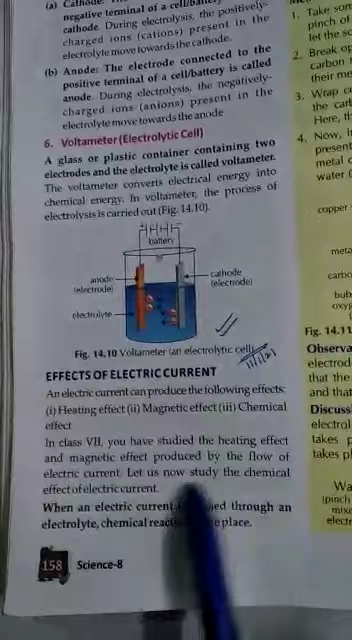 (a) Cathode:
negative terminal of a cell/battery
cathode. During electrolysis, the positively-
charged ions (cations) present in the
electrolyte move towards the cathode.
(b) Anode: The electrode connected to the
positive terminal of a cell/battery is called
anode. During electrolysis, the negatively-
charged ions (anions) present in the
electrolyte move towards the anode
6. Voltameter (Electrolytic Cell)
A glass or plastic container containing two
electrodes and the electrolyte is called voltameter.
The voltameter converts electrical energy into
chemical energy. In voltameter, the process of
electrolysis is carried out (Fig. 14.10).
battery
anode
(electrode)
cathode
(electrode)
electrolyte
Fig. 14.10 Voltameter (an electrolytic cell)
11/1/21
EFFECTS OF ELECTRIC CURRENT
An electric current can produce the following effects:
(i) Heating effect (ii) Magnetic effect (iii) Chemical
effect
In class VII, you have studied the heating effect
and magnetic effect produced by the flow of
electric current. Let us now study the chemical
effect of electric current.
When an electric current sed through an
electrolyte, chemical reac place.
158 Science-8
1. Take som
pinch of
let the so
2. Break op
carbon
their me
3. Wrap c
the carb
Here, th
4. Now, i
present
metal c
water (
copper
meta
carbo
bub
oxy
Fig. 14.11
Observa
electrod
that the
and that
Discuss
electrol
takes p
takes pl
Wa
(pinch
mix
electr